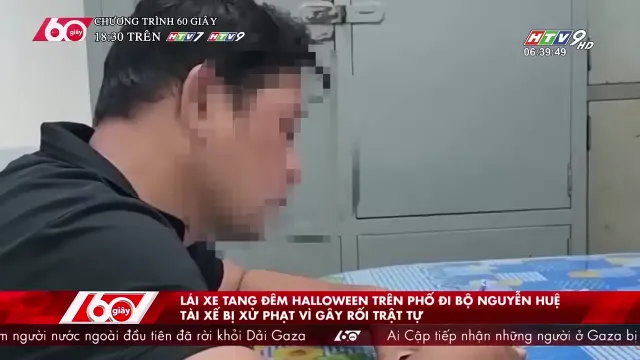 60 giây
CHƯƠNG TRÌNH 60 GIÂY
18:30 TRÊN HTV7 HTV9
HTV9 HD
06:39:49
60 giây
LÁI XE TANG ĐÊM HALLOWEEN TRÊN PHỐ ĐI BỘ NGUYỄN HUỆ
TÀI XẾ BỊ XỬ PHẠT VÌ GÂY RỐI TRẬT TỰ
m người nước ngoài đầu tiên đã rời khỏi Dải Gaza 60 Ai Cập tiếp nhận những người ở Gaza bị